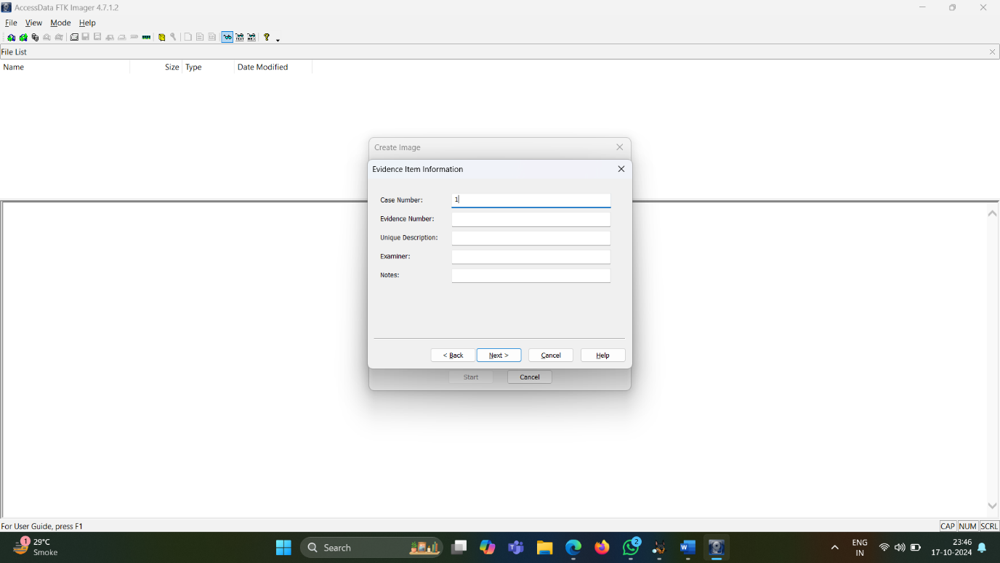 AccessData FTK Imager 4.7.1.2
File View Mode Help
File List
Name Size Type Date Modified
Create Image
Evidence Item Information
Case Number: 1
Evidence Number:
Unique Description:
Examiner:
Notes:
< Back Next > Cancel Help
Start Cancel
For User Guide, press F1
CAP NUM SCRL
1 29°C
Smoke
Search
2
ENG
IN
23:46
17-10-2024